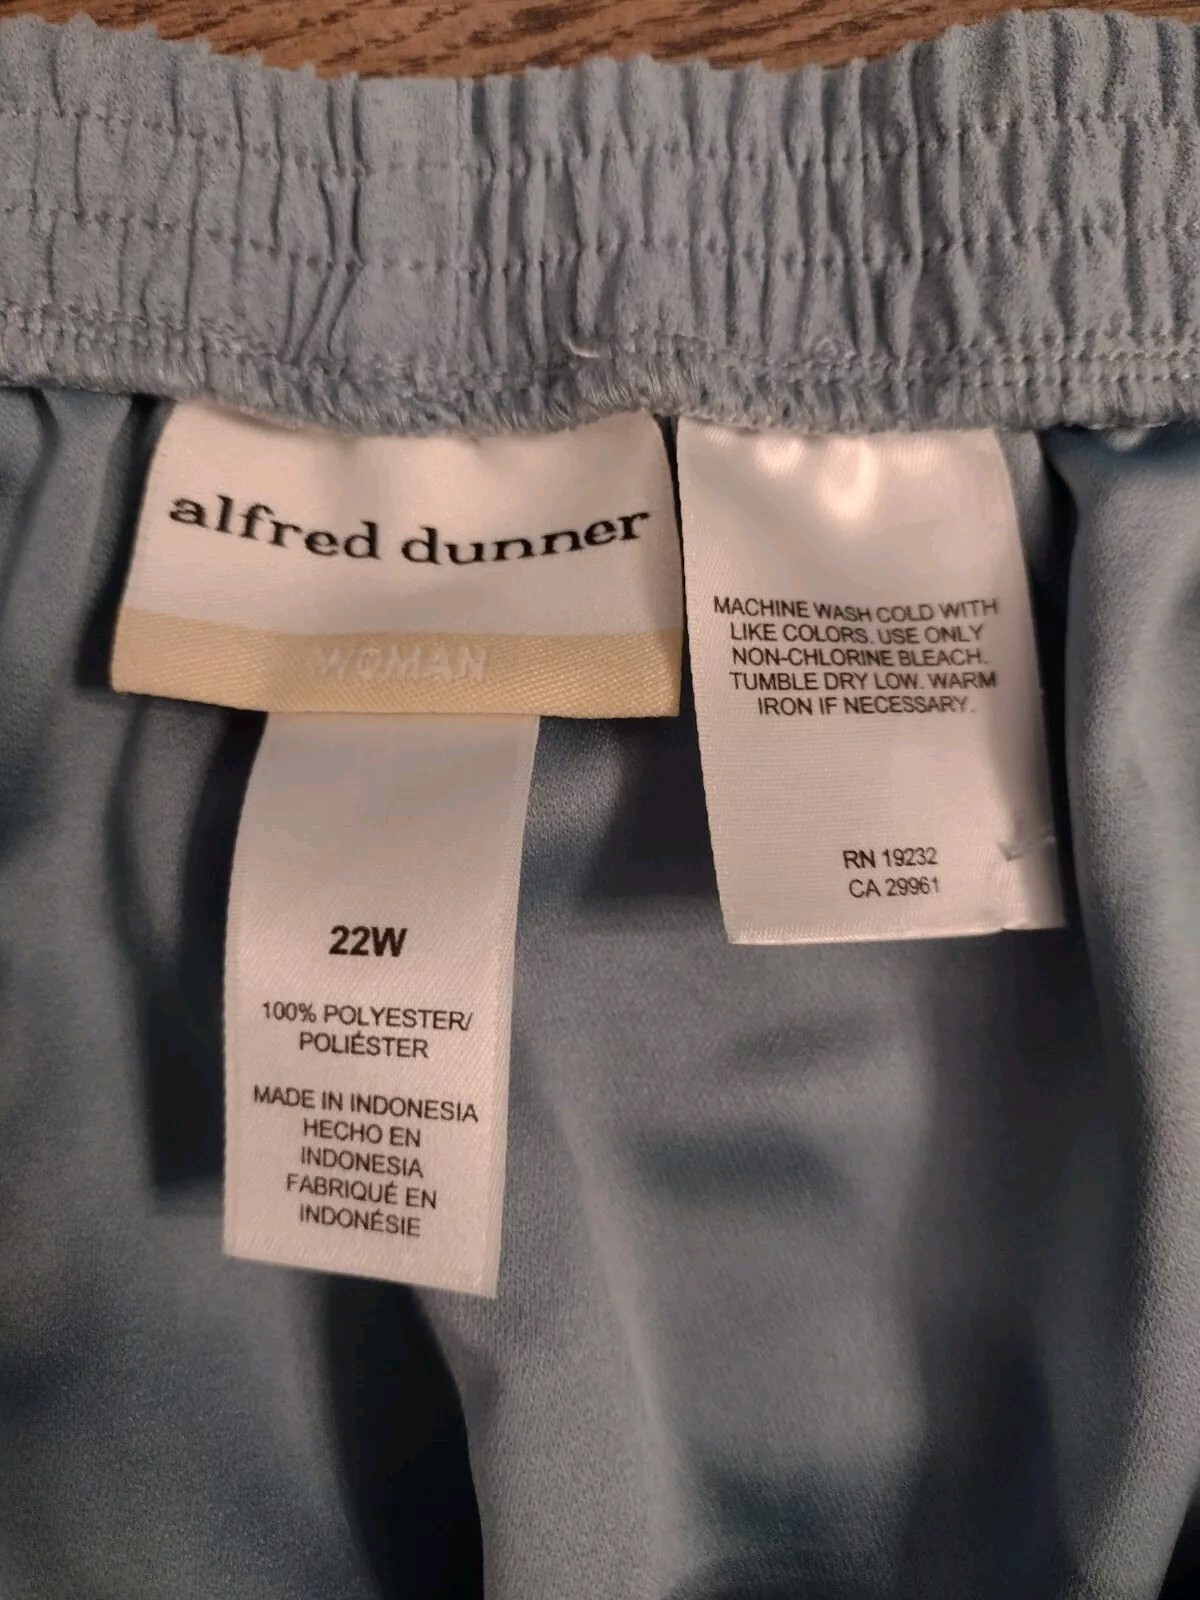 alfred dunner
WOMAN
22W
100% POLYESTER/
POLIÉSTER
MADE IN INDONESIA
HECHO EN
INDONESIA
FABRIQUÉ EN
INDONÉSIE
MACHINE WASH COLD WITH
LIKE COLORS. USE ONLY
NON-CHLORINE BLEACH.
TUMBLE DRY LOW. WARM
IRON IF NECESSARY.
RN 19232
CA 29961